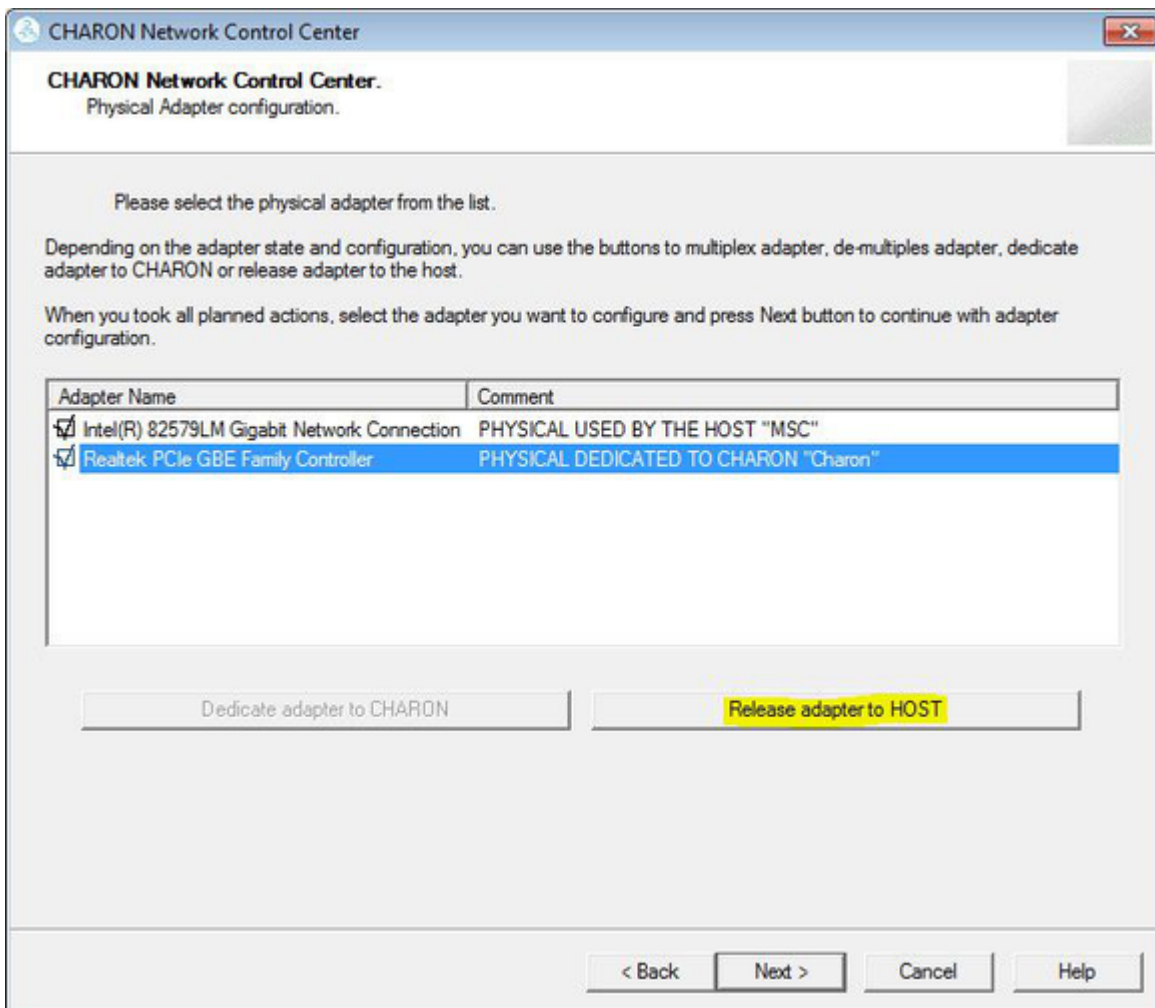 CHARON Network Control Center
CHARON Network Control Center.
Physical Adapter configuration.
Please select the physical adapter from the list.
Depending on the adapter state and configuration, you can use the buttons to multiplex adapter, de-multiples adapter, dedicate
adapter to CHARON or release adapter to the host.
When you took all planned actions, select the adapter you want to configure and press Next button to continue with adapter
configuration.
Adapter Name Comment
Intel(R) 82579LM Gigabit Network Connection PHYSICAL USED BY THE HOST "MSC"
Realtek PCIe GBE Family Controller PHYSICAL DEDICATED TO CHARON "Charon"
Dedicate adapter to CHARON Release adapter to HOST
< Back Next > Cancel Help